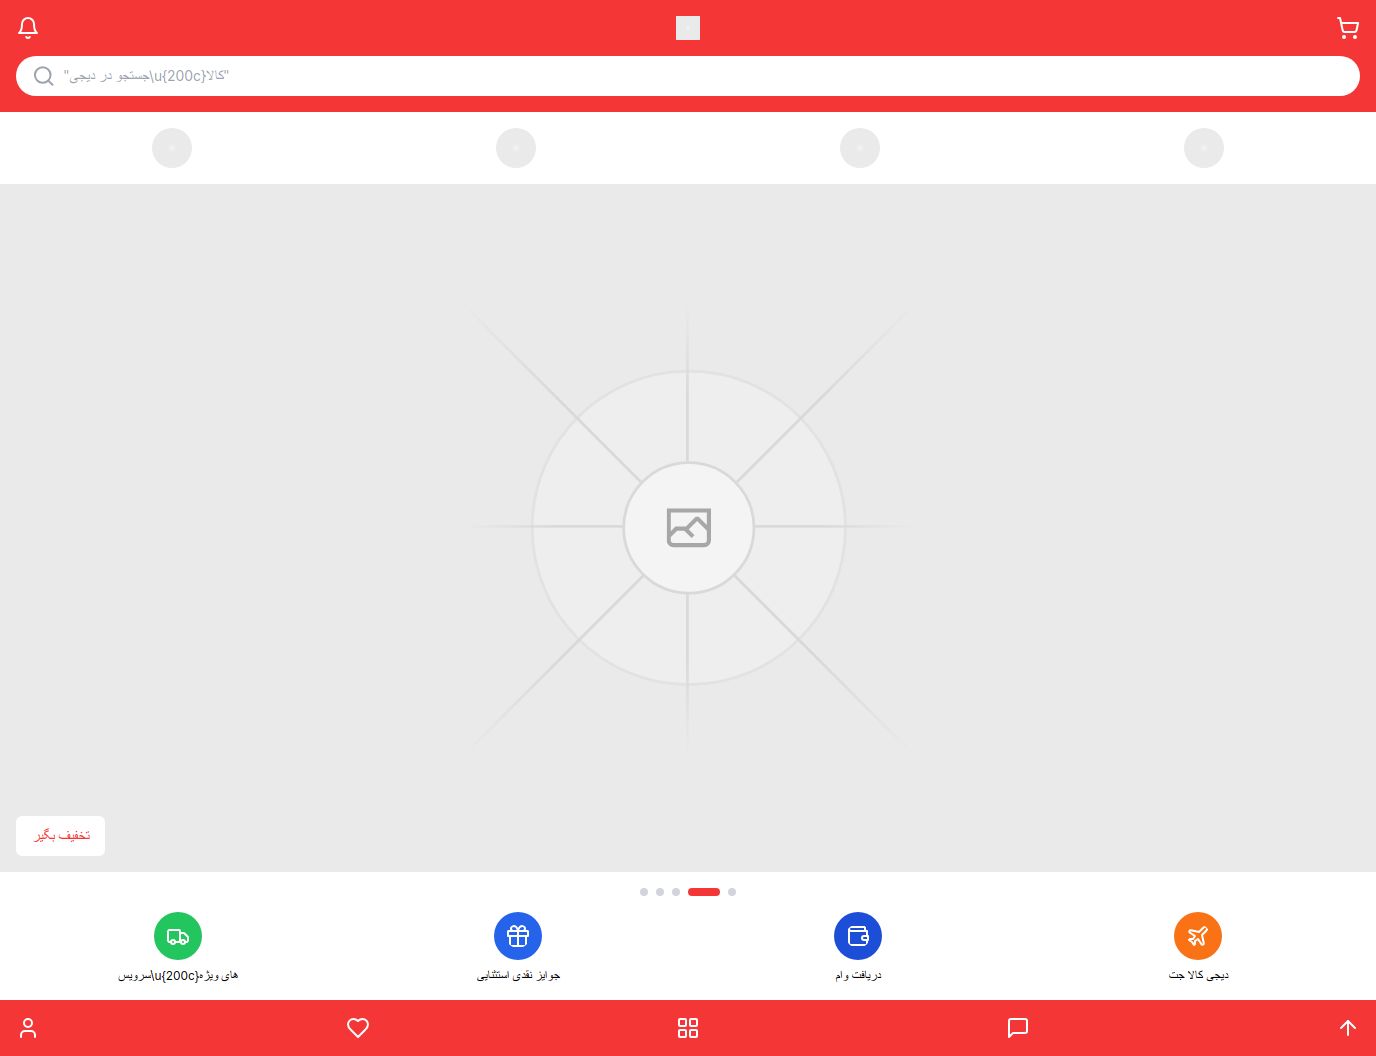 "جستجو در دیجی\u{200c}کالا"
تخفیف بگیر
سرویس\u{200c}های ویژه
جوایز نقدی استثنایی
دریافت وام
دیجی کالا جت